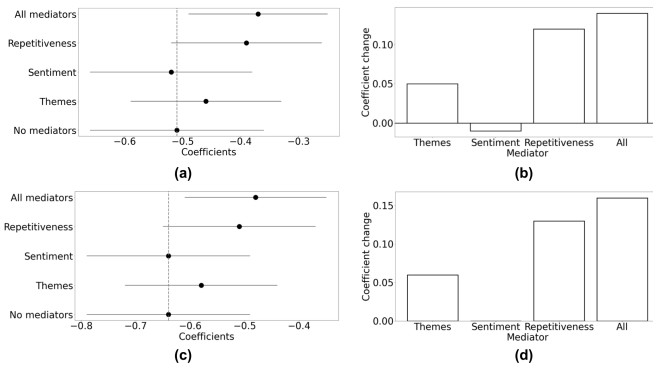 All mediators
Repetitiveness
Sentiment
Themes
No mediators
−0.6 −0.5 −0.4 −0.3
Coefficients
(a)
Coefficient change
0.10
0.05
0.00
Themes Sentiment Repetitiveness All
Mediator
(b)
All mediators
Repetitiveness
Sentiment
Themes
No mediators
−0.8 −0.7 −0.6 −0.5 −0.4
Coefficients
(c)
Coefficient change
0.15
0.10
0.05
0.00
Themes Sentiment Repetitiveness All
Mediator
(d)